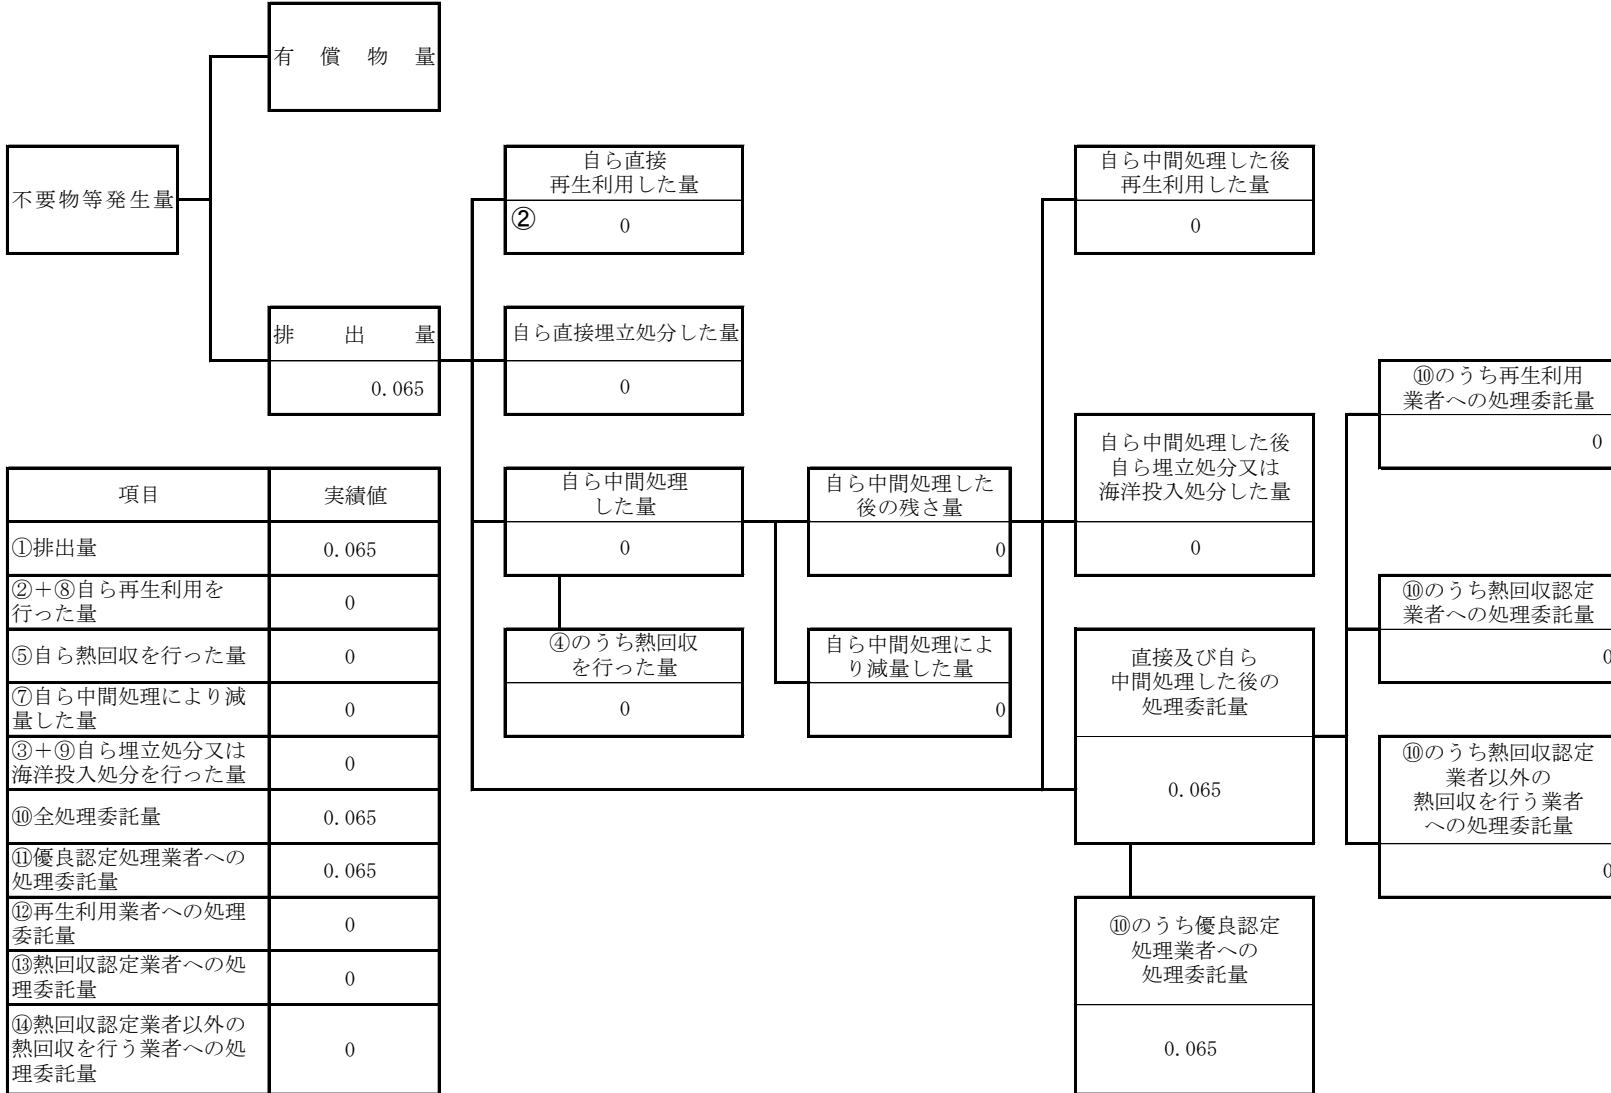 有償物量
不要物等発生量
自ら直接
再生利用した量
②
0
自ら中間処理した後
再生利用した量
0
排出量
0.065
自ら直接埋立処分した量
0
⑩のうち再生利用
業者への処理委託量
0
自ら中間処理した後
自ら埋立処分又は
海洋投入処分した量
0
自ら中間処理
した量
0
自ら中間処理した
後の残さ量
0
⑩のうち熱回収認定
業者への処理委託量
0
④のうち熱回収
を行った量
0
自ら中間処理によ
り減量した量
0
直接及び自ら
中間処理した後の
処理委託量
0.065
⑩のうち熱回収認定
業者以外の
熱回収を行う業者
への処理委託量
0
⑩のうち優良認定
処理業者への
処理委託量
0.065
項目 実績値
①排出量 0.065
②+⑧自ら再生利用を
行った量 0
⑤自ら熱回収を行った量 0
⑦自ら中間処理により減
量した量 0
③+⑨自ら埋立処分又は
海洋投入処分を行った量 0
⑩全処理委託量 0.065
⑪優良認定処理業者への
処理委託量 0.065
⑫再生利用業者への処理
委託量 0
⑬熱回収認定業者への処
理委託量 0
⑭熱回収認定業者以外の
熱回収を行う業者への処
理委託量 0